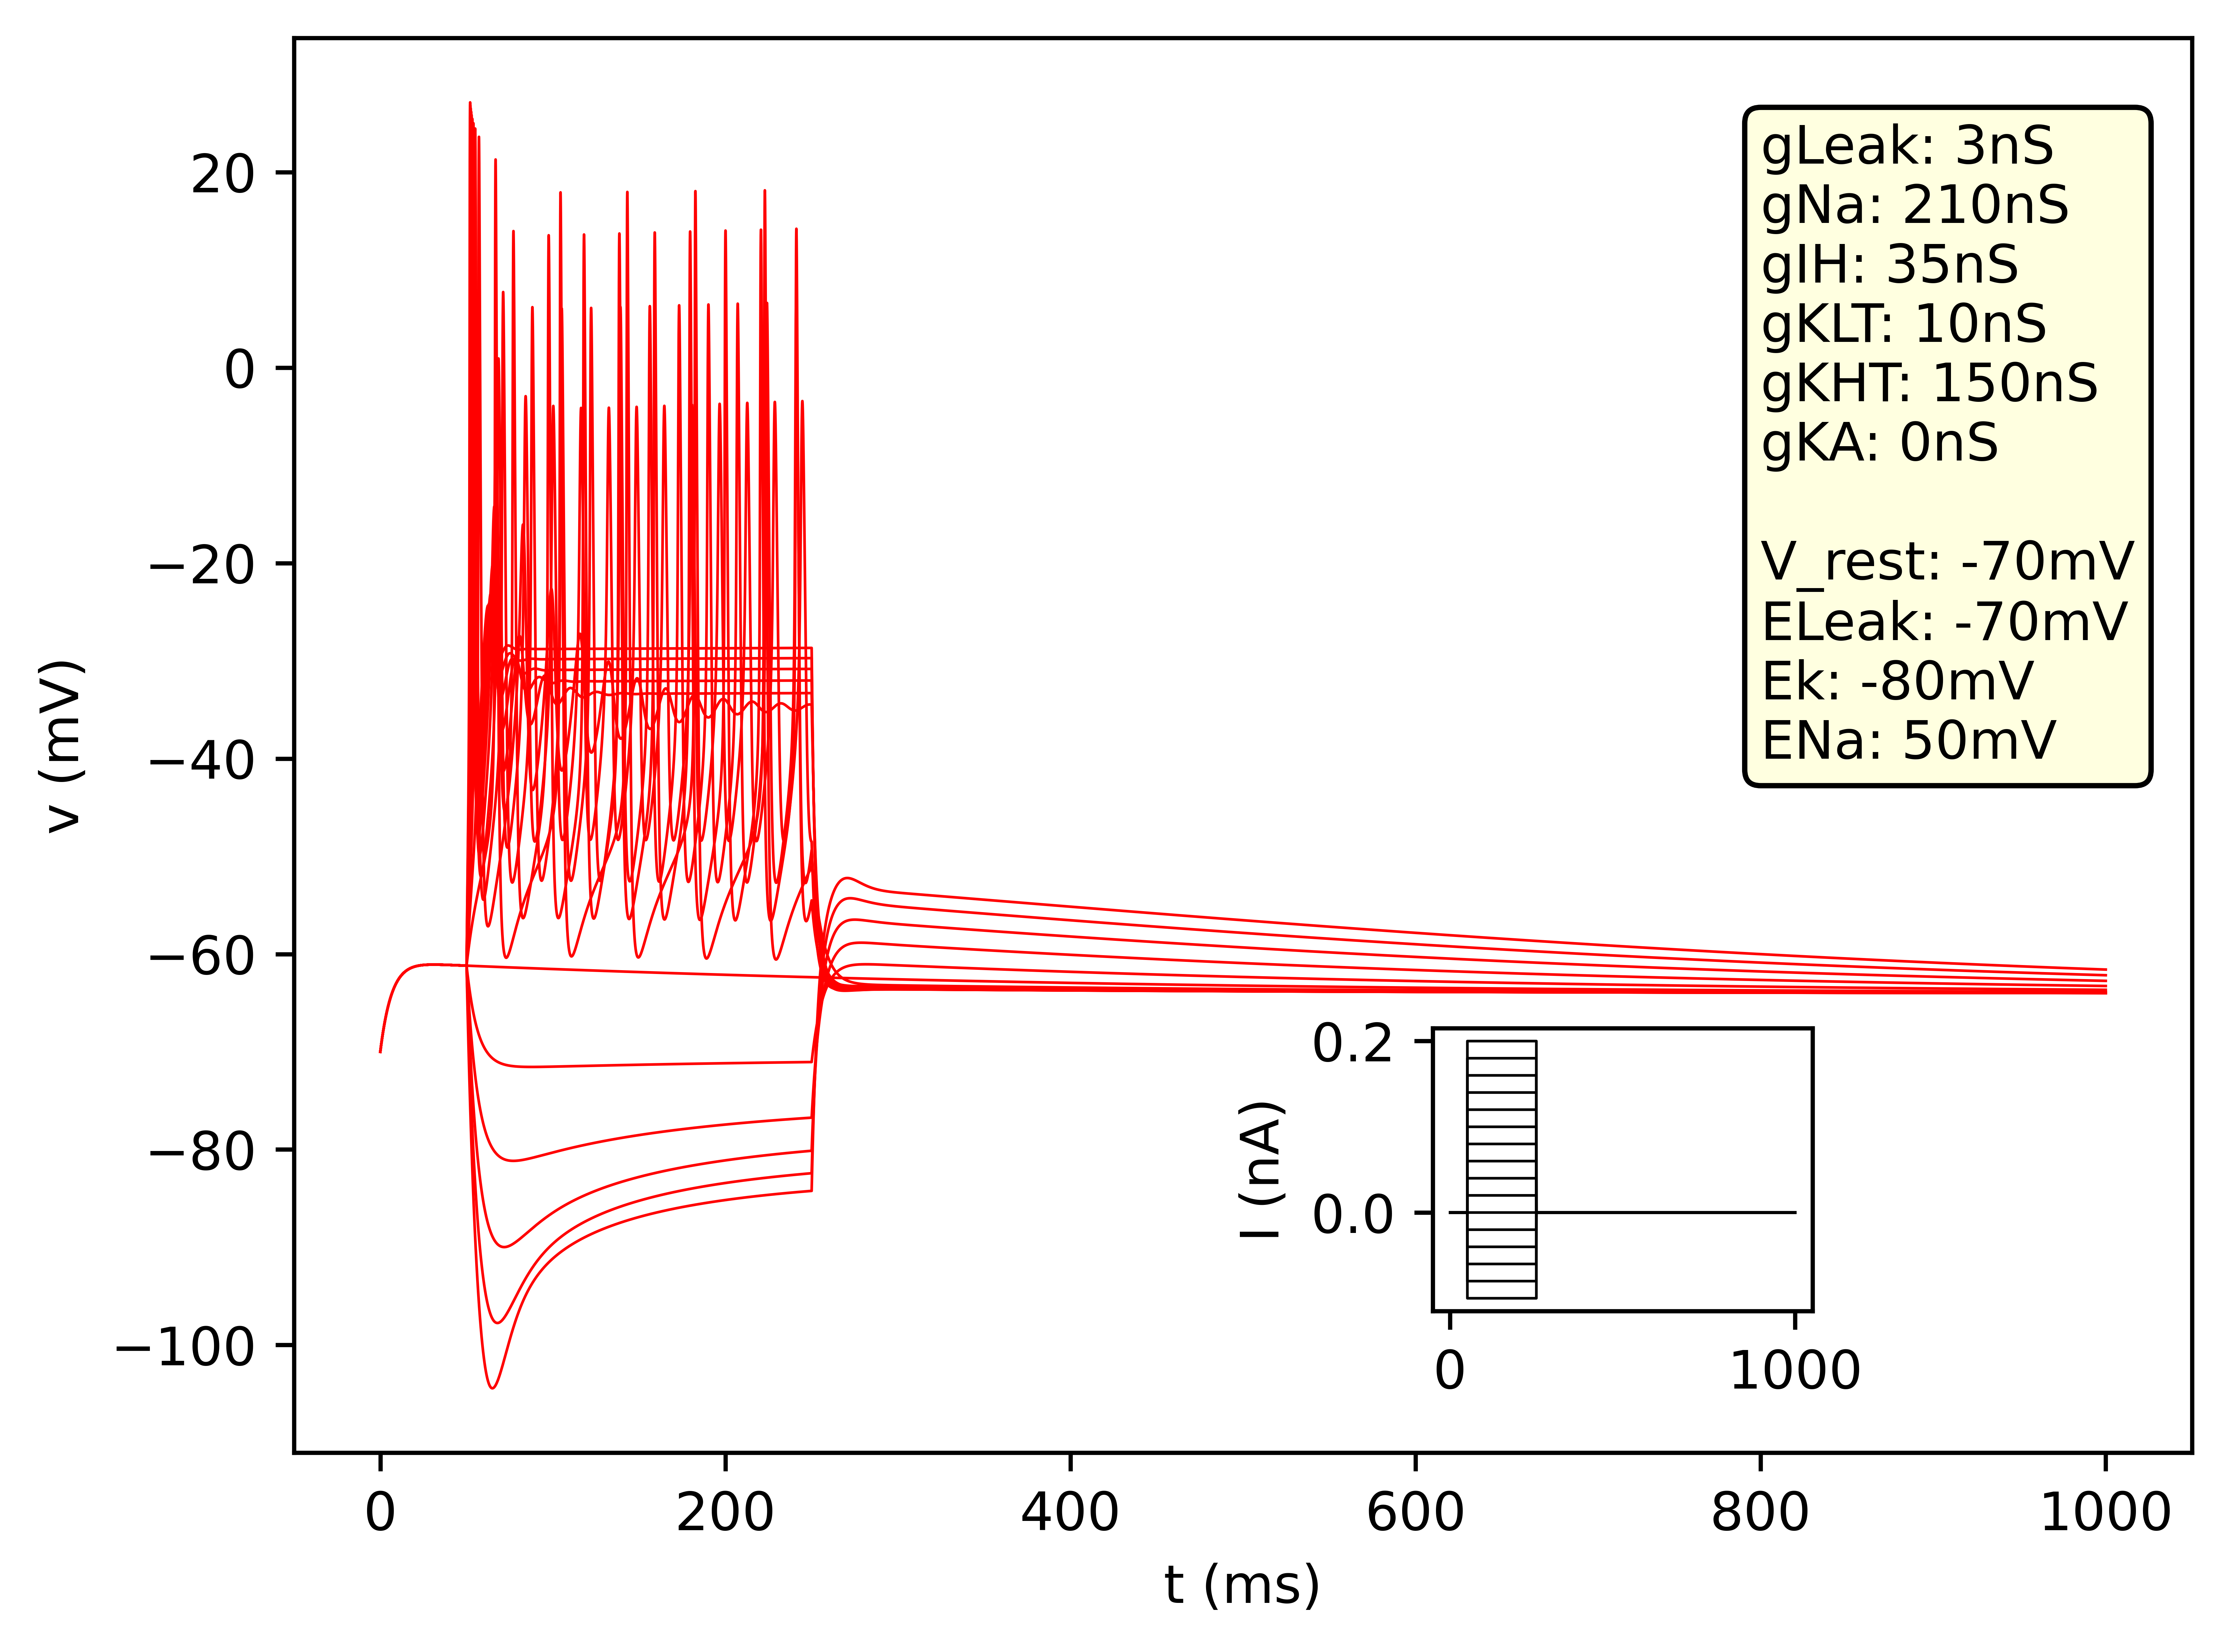 v (mV)
20
0
−20
−40
−60
−80
−100
gLeak: 3nS
gNa: 210nS
gIH: 35nS
gKLT: 10nS
gKHT: 150nS
gKA: 0nS
V_rest: -70mV
ELeak: -70mV
Ek: -80mV
ENa: 50mV
I (nA)
0.2
0.0
0 1000
0 200 400 600 800 1000
t (ms)